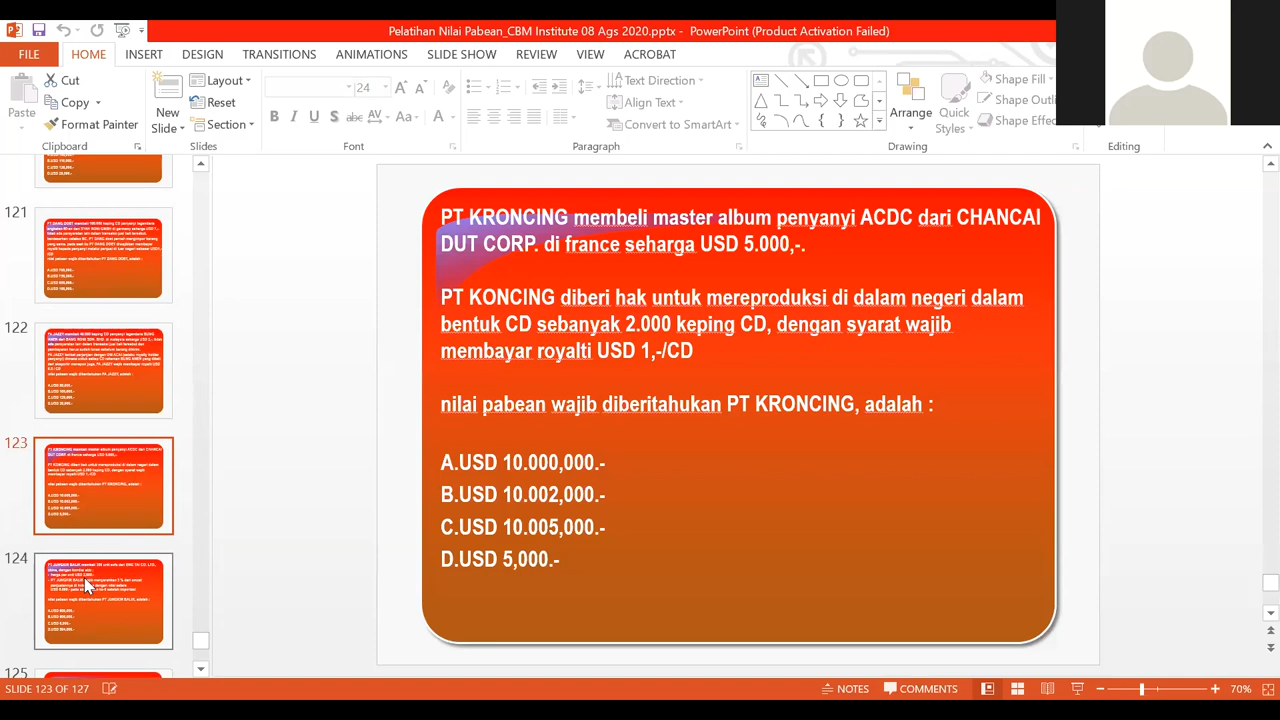 Pelatihan Nilai Pabean_CBM Institute 08 Ags 2020.pptx - PowerPoint (Product Activation Failed)
FILE HOME INSERT DESIGN TRANSITIONS ANIMATIONS SLIDE SHOW REVIEW VIEW ACROBAT
Paste
Cut
Copy
Format Painter
Clipboard
New Slide
Layout
Reset
Section
Slides
24
Font
Text Direction
Align Text
Convert to SmartArt
Paragraph
Arrange
Quick Styles
Shape Fill
Shape Outli
Shape Effec
Drawing
Editing
121
122
123
124
125
PT KRONCING membeli master album penyanyi ACDC dari CHANCAI
DUT CORP. di france seharga USD 5.000,-.
PT KONCING diberi hak untuk mereproduksi di dalam negeri dalam
bentuk CD sebanyak 2.000 keping CD, dengan syarat wajib
membayar royalti USD 1,-/CD
nilai pabean wajib diberitahukan PT KRONCING, adalah :
A.USD 10.000,000.-
B.USD 10.002,000.-
C.USD 10.005,000.-
D.USD 5,000.-
SLIDE 123 OF 127
NOTES
COMMENTS
70%